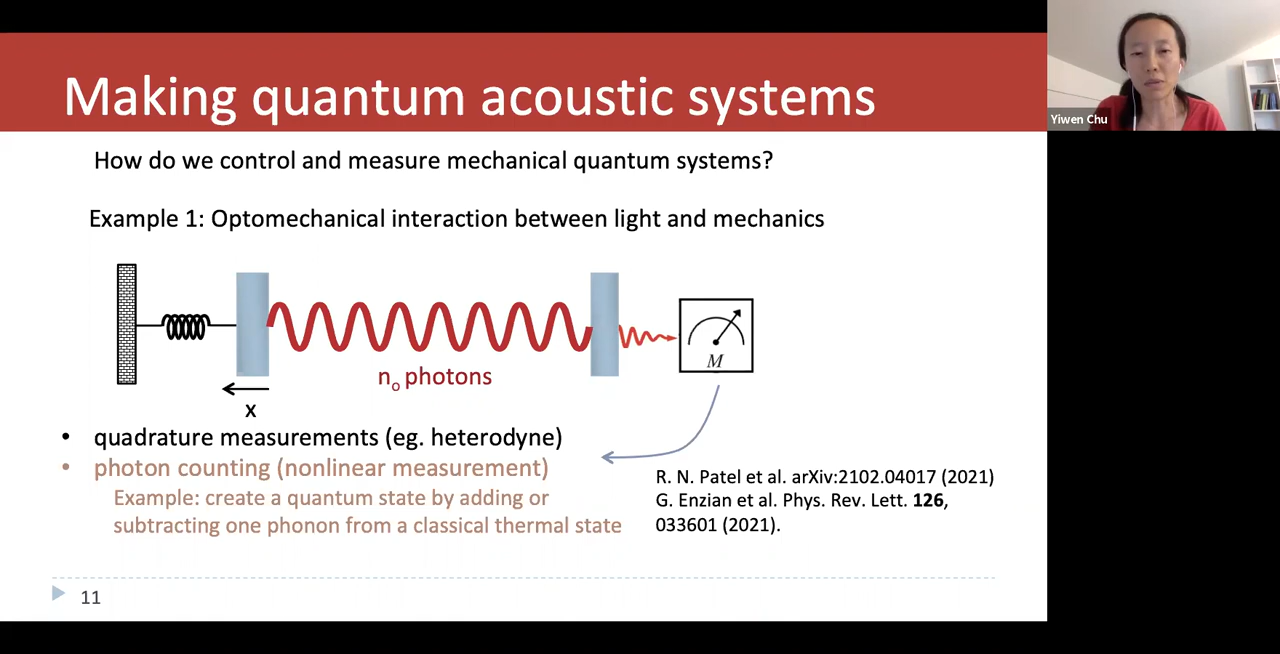 Making quantum acoustic systems
Yiwen Chu
How do we control and measure mechanical quantum systems?
Example 1: Optomechanical interaction between light and mechanics
M
n₀ photons
x
• quadrature measurements (eg. heterodyne)
• photon counting (nonlinear measurement)
Example: create a quantum state by adding or
subtracting one phonon from a classical thermal state
R. N. Patel et al. arXiv:2102.04017 (2021)
G. Enzian et al. Phys. Rev. Lett. 126,
033601 (2021).
11